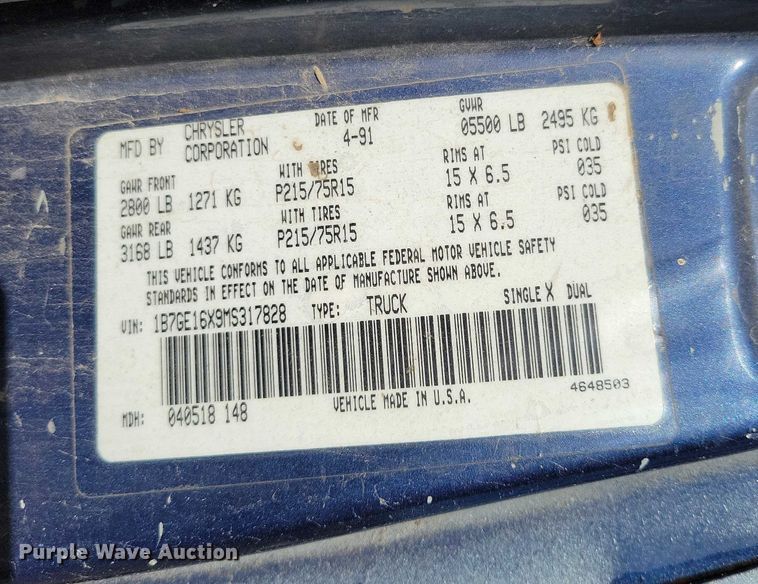 MFD BY CHRYSLER CORPORATION DATE OF MFR 4-91 GVWR 05500 LB 2495 KG
GAWR FRONT WITH TIRES RIMS AT PSI COLD
2800 LB 1271 KG P215/75R15 15 X 6.5 035
GAWR REAR WITH TIRES RIMS AT PSI COLD
3168 LB 1437 KG P215/75R15 15 X 6.5 035
THIS VEHICLE CONFORMS TO ALL APPLICABLE FEDERAL MOTOR VEHICLE SAFETY
STANDARDS IN EFFECT ON THE DATE OF MANUFACTURE SHOWN ABOVE.
VIN: 1B7GE16X9MS317828 TYPE: TRUCK SINGLE X DUAL
MDH: 040518 148 VEHICLE MADE IN U.S.A. 4648503
Purple Wave Auction